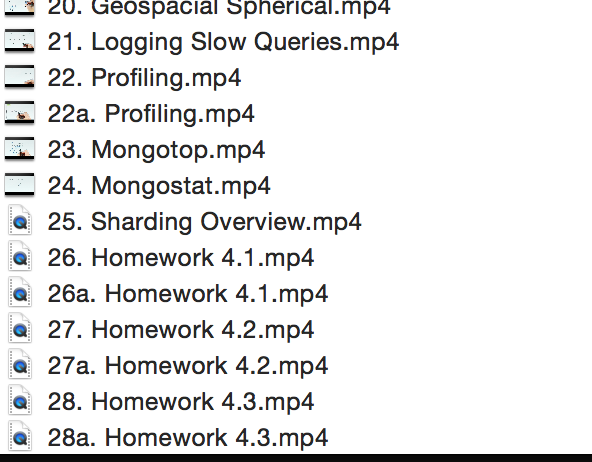 20. Geospacial Spherical.mp4
21. Logging Slow Queries.mp4
22. Profiling.mp4
22a. Profiling.mp4
23. Mongotop.mp4
24. Mongostat.mp4
25. Sharding Overview.mp4
26. Homework 4.1.mp4
26a. Homework 4.1.mp4
27. Homework 4.2.mp4
27a. Homework 4.2.mp4
28. Homework 4.3.mp4
28a. Homework 4.3.mp4